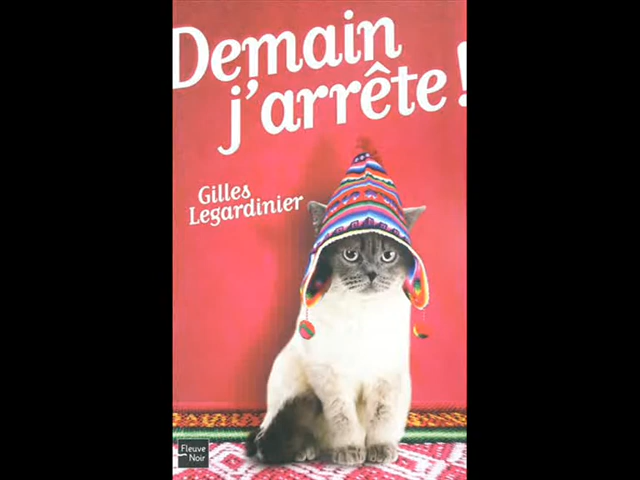 Demain
j'arrête !
Gilles
Legardinier
Fleuve
Noir